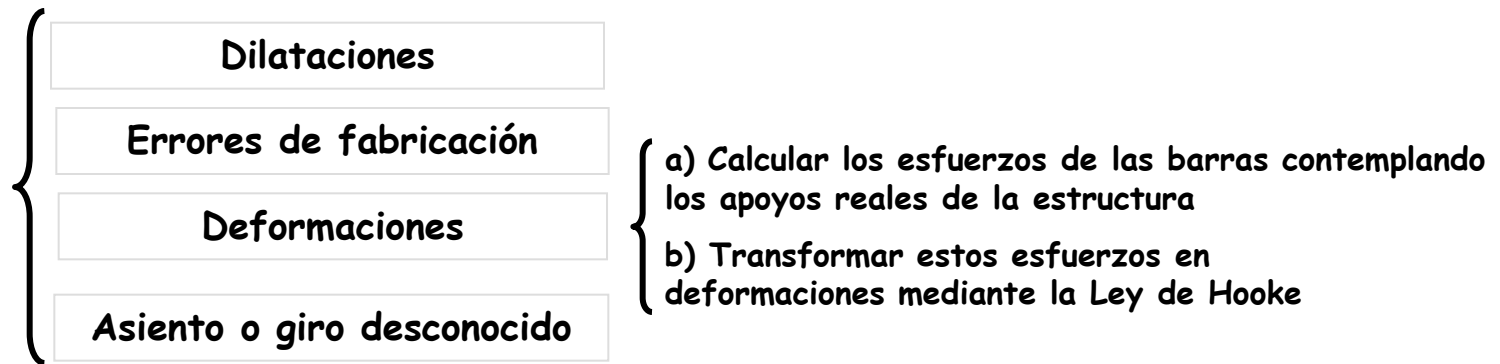 Dilataciones
Errores de fabricación
Deformaciones
Asiento o giro desconocido
a) Calcular los esfuerzos de las barras contemplando
los apoyos reales de la estructura
b) Transformar estos esfuerzos en
deformaciones mediante la Ley de Hooke